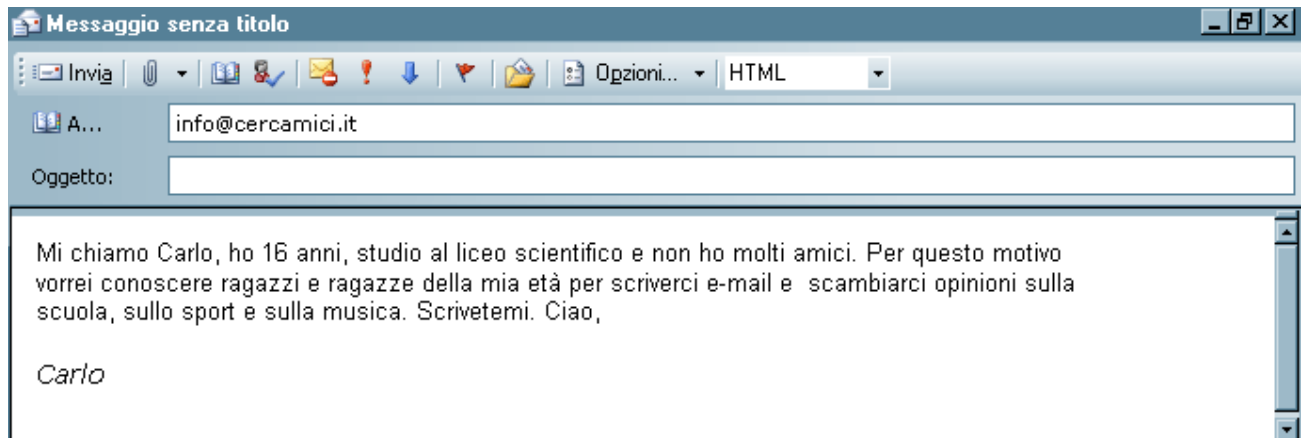 Messaggio senza titolo
Invia Opzioni... HTML
A... info@cercamici.it
Oggetto:
Mi chiamo Carlo, ho 16 anni, studio al liceo scientifico e non ho molti amici. Per questo motivo
vorrei conoscere ragazzi e ragazze della mia età per scriverci e-mail e  scambiarci opinioni sulla
scuola, sullo sport e sulla musica. Scrivetemi. Ciao,
Carlo